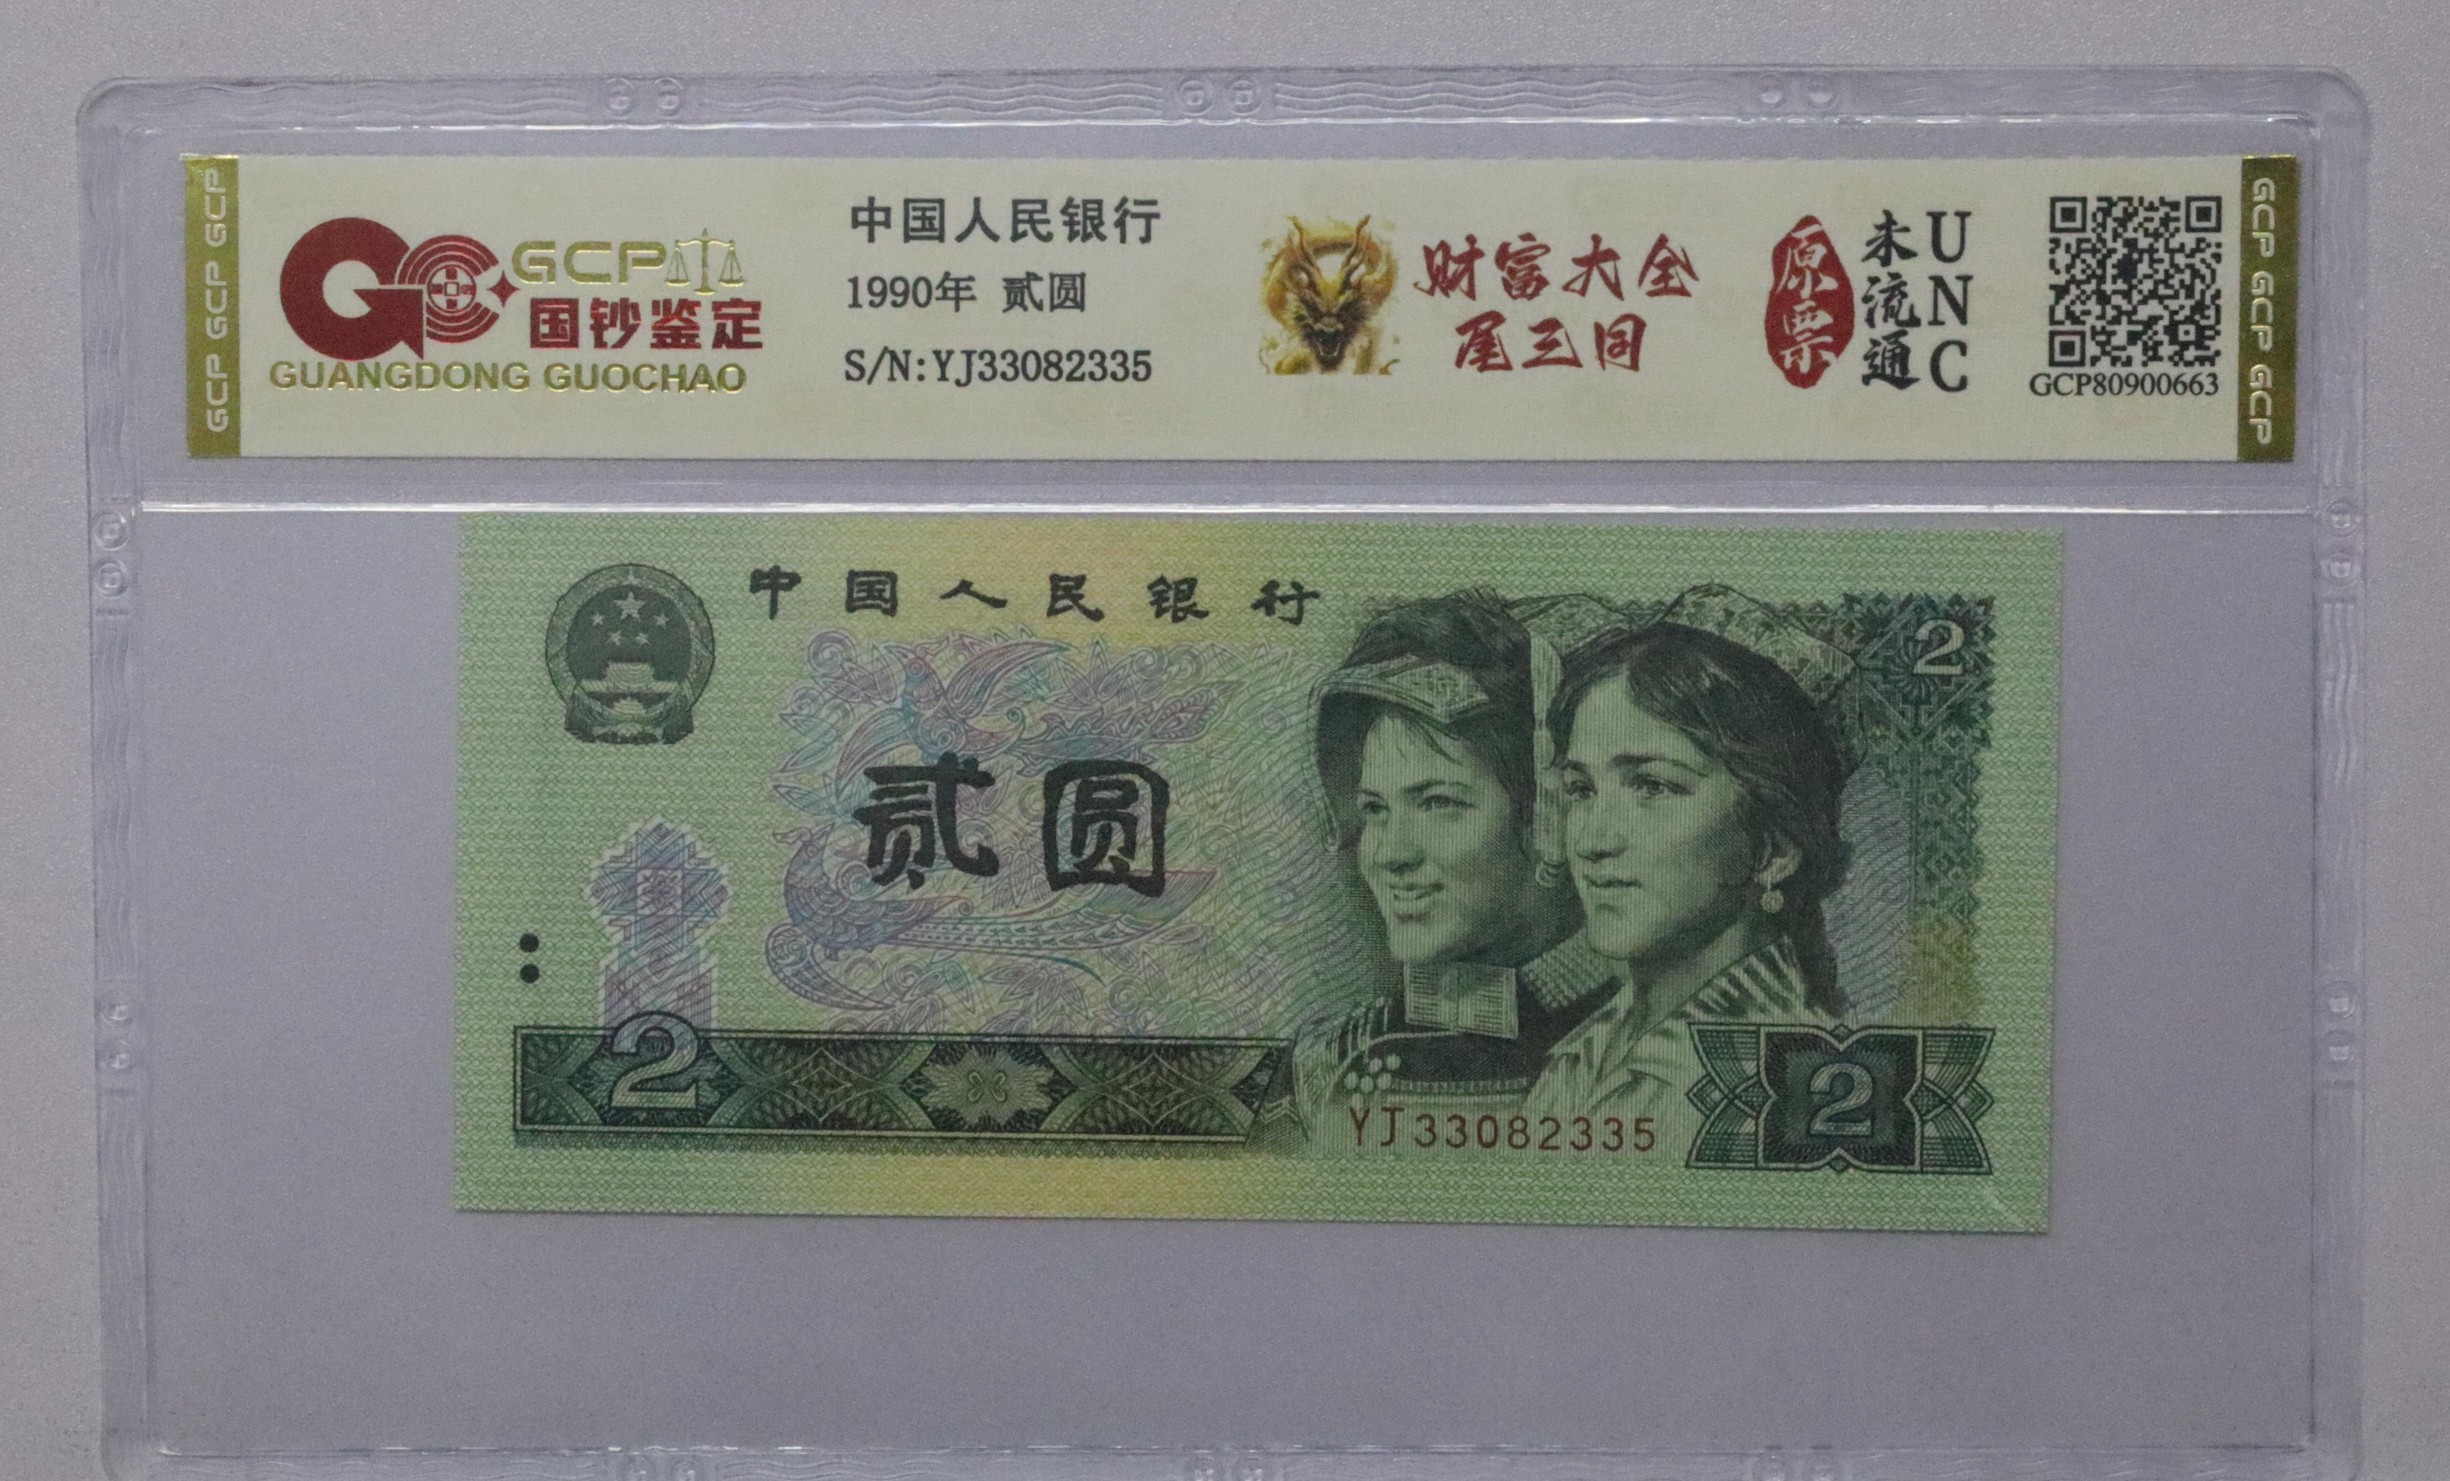 GCP GCP GCP
GCP
国钞鉴定
GUANGDONG GUOCHAO
中国人民银行
1990年 贰圆
S/N:YJ33082335
财富大全
尾三同
原票
未流通
UNC
GCP80900663
GCP GCP GCP
中国人民银行
2
贰圆
2
YJ33082335
2